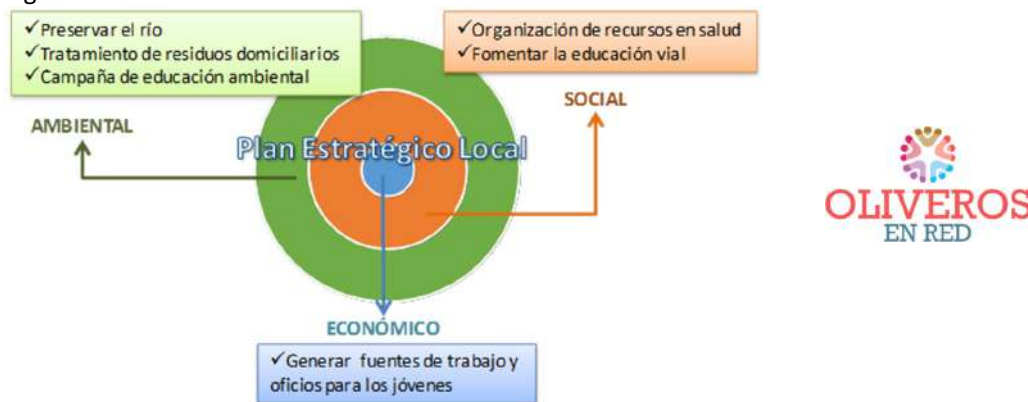 ✓Preservar el río
✓Tratamiento de residuos domiciliarios
✓Campaña de educación ambiental
✓Organización de recursos en salud
✓Fomentar la educación vial
AMBIENTAL
SOCIAL
Plan Estratégico Local
OLIVEROS
EN RED
ECONÓMICO
✓Generar fuentes de trabajo y
oficios para los jóvenes